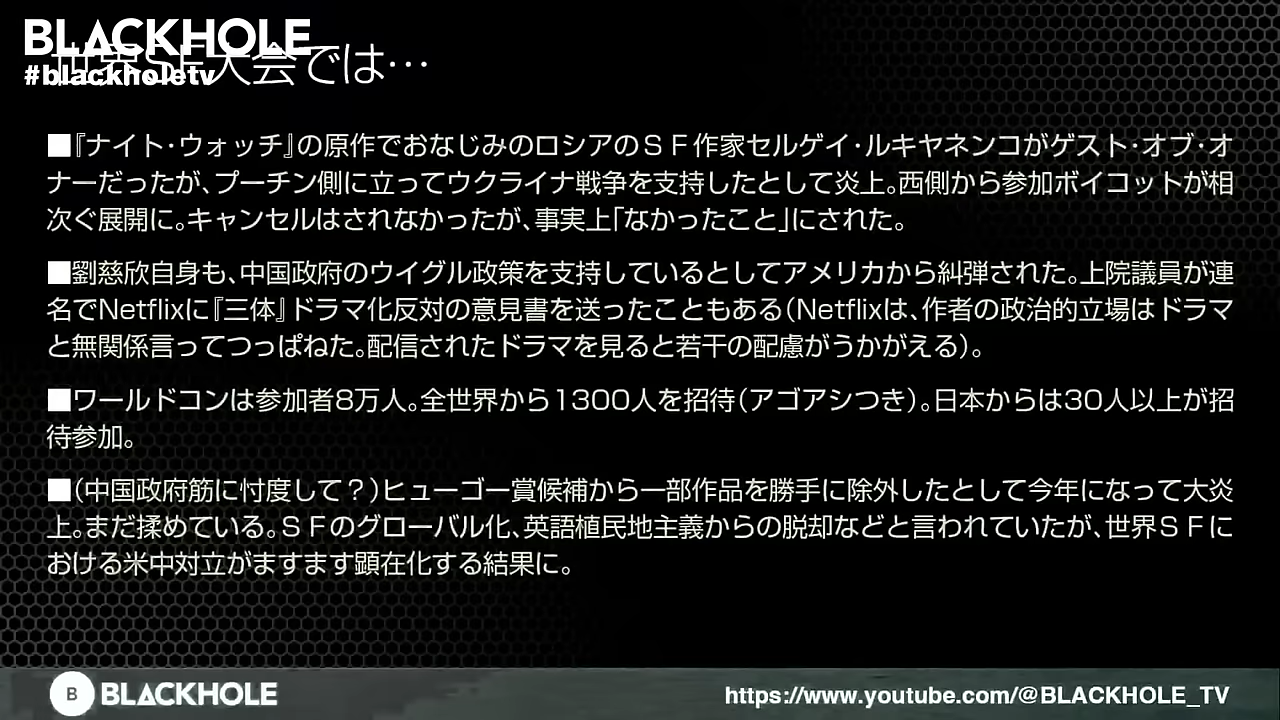 BLACKHOLE
世界SF大会では…
#blackholetv
■『ナイト・ウォッチ』の原作でおなじみのロシアのＳＦ作家セルゲイ・ルキヤネンコがゲスト・オブ・オ
ナーだったが、プーチン側に立ってウクライナ戦争を支持したとして炎上。西側から参加ボイコットが相
次ぐ展開に。キャンセルはされなかったが、事実上「なかったこと」にされた。
■劉慈欣自身も、中国政府のウイグル政策を支持しているとしてアメリカから糾弾された。上院議員が連
名でNetflixに『三体』ドラマ化反対の意見書を送ったこともある（Netflixは、作者の政治的立場はドラマ
と無関係言ってつっぱねた。配信されたドラマを見ると若干の配慮がうかがえる）。
■ワールドコンは参加者8万人。全世界から1300人を招待（アゴアシつき）。日本からは30人以上が招
待参加。
■（中国政府筋に忖度して？）ヒューゴー賞候補から一部作品を勝手に除外したとして今年になって大炎
上。まだ揉めている。ＳＦのグローバル化、英語植民地主義からの脱却などと言われていたが、世界ＳＦに
おける米中対立がますます顕在化する結果に。
B BLACKHOLE
https://www.youtube.com/@BLACKHOLE_TV